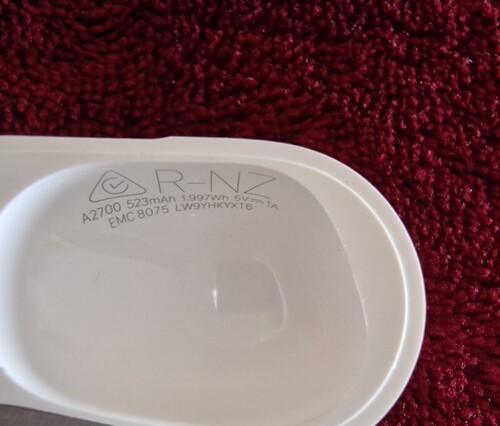 R-NZ
A2700 523mAh 1.997Wh 5V⎓1A
EMC 8075 LW9YHKYXT6